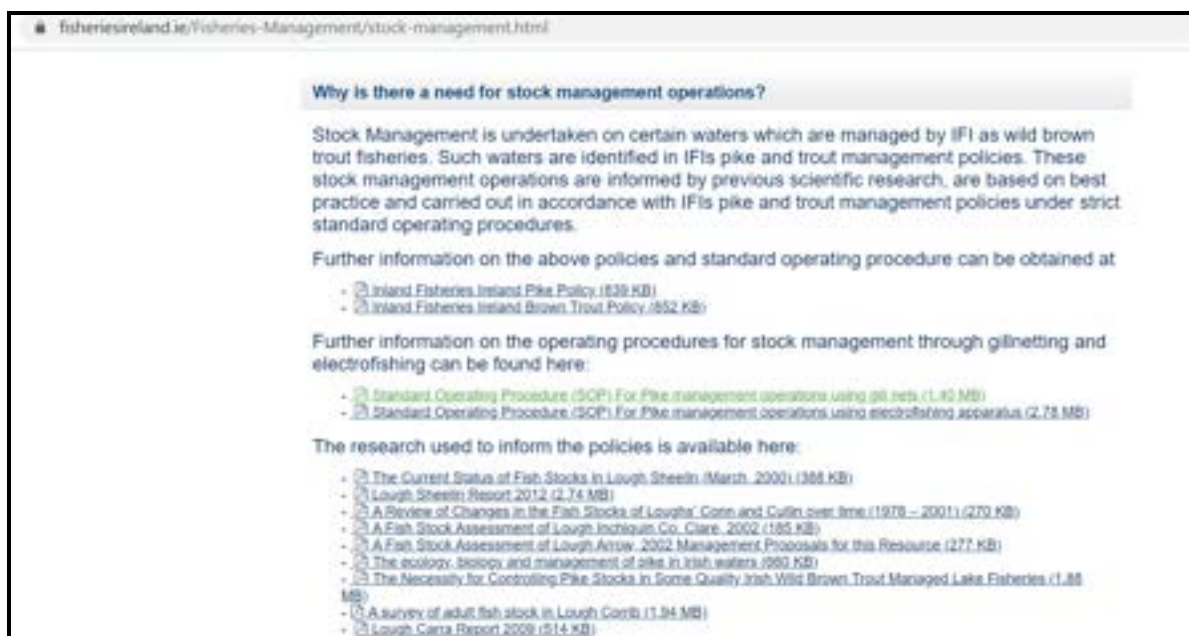 fisheriesireland.ie/Fisheries-Management/stock-management.html
Why is there a need for stock management operations?
Stock Management is undertaken on certain waters which are managed by IFI as wild brown
trout fisheries. Such waters are identified in IFIs pike and trout management policies. These
stock management operations are informed by previous scientific research, are based on best
practice and carried out in accordance with IFIs pike and trout management policies under strict
standard operating procedures.
Further information on the above policies and standard operating procedure can be obtained at
- Inland Fisheries Ireland Pike Policy (839 KB)
- Inland Fisheries Ireland Brown Trout Policy (852 KB)
Further information on the operating procedures for stock management through gillnetting and
electrofishing can be found here:
- Standard Operating Procedure (SOP) For Pike management operations using gill nets (1.40 MB)
- Standard Operating Procedure (SOP) For Pike management operations using electrofishing apparatus (2.78 MB)
The research used to inform the policies is available here:
- The Current Status of Fish Stocks in Lough Sheelin (March, 2000) (388 KB)
- Lough Sheelin Report 2012 (2.74 MB)
- A Review of Changes in the Fish Stocks of Loughs' Conn and Cullin over time (1978 – 2001) (270 KB)
- A Fish Stock Assessment of Lough Inchiquin Co. Clare, 2002 (185 KB)
- A Fish Stock Assessment of Lough Arrow, 2002 Management Proposals for this Resource (277 KB)
- The ecology, biology and management of pike in Irish waters (660 KB)
- The Necessity for Controlling Pike Stocks in Some Quality Irish Wild Brown Trout Managed Lake Fisheries (1.88
MB)
- A survey of adult fish stock in Lough Corrib (1.94 MB)
- Lough Carra Report 2009 (514 KB)